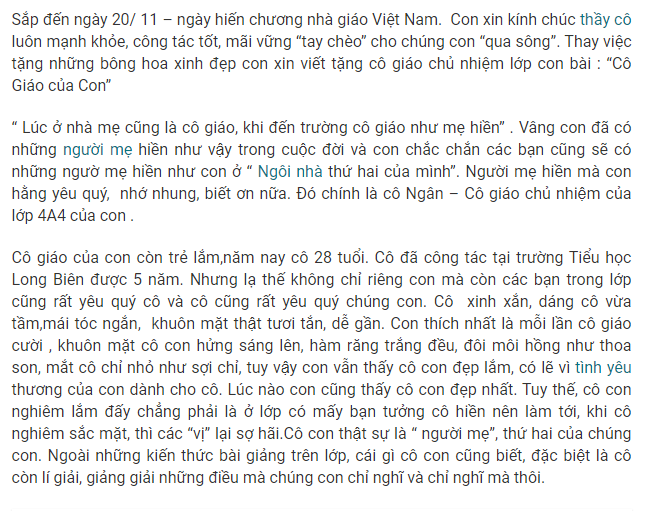 Sắp đến ngày 20/ 11 – ngày hiến chương nhà giáo Việt Nam.  Con xin kính chúc thầy cô
luôn mạnh khỏe, công tác tốt, mãi vững “tay chèo” cho chúng con “qua sông”. Thay việc
tặng những bông hoa xinh đẹp con xin viết tặng cô giáo chủ nhiệm lớp con bài : “Cô
Giáo của Con”
“ Lúc ở nhà mẹ cũng là cô giáo, khi đến trường cô giáo như mẹ hiền” . Vâng con đã có
những người mẹ hiền như vậy trong cuộc đời và con chắc chắn các bạn cũng sẽ có
những ngườ mẹ hiền như con ở “ Ngôi nhà thứ hai của mình”. Người mẹ hiền mà con
hằng yêu quý,  nhớ nhung, biết ơn nữa. Đó chính là cô Ngân – Cô giáo chủ nhiệm của
lớp 4A4 của con .
Cô giáo của con còn trẻ lắm,năm nay cô 28 tuổi. Cô đã công tác tại trường Tiểu học
Long Biên được 5 năm. Nhưng lạ thế không chỉ riêng con mà còn các bạn trong lớp
cũng rất yêu quý cô và cô cũng rất yêu quý chúng con. Cô  xinh xắn, dáng cô vừa
tầm,mái tóc ngắn,  khuôn mặt thật tươi tắn, dễ gần. Con thích nhất là mỗi lần cô giáo
cười , khuôn mặt cô con hửng sáng lên, hàm răng trắng đều, đôi môi hồng như thoa
son, mắt cô chỉ nhỏ như sợi chỉ, tuy vậy con vẫn thấy cô con đẹp lắm, có lẽ vì tình yêu
thương của con dành cho cô. Lúc nào con cũng thấy cô con đẹp nhất. Tuy thế, cô con
nghiêm lắm đấy chẳng phải là ở lớp có mấy bạn tưởng cô hiền nên làm tới, khi cô
nghiêm sắc mặt, thì các “vị” lại sợ hãi.Cô con thật sự là “ người mẹ”, thứ hai của chúng
con. Ngoài những kiến thức bài giảng trên lớp, cái gì cô con cũng biết, đặc biệt là cô
còn lí giải, giảng giải những điều mà chúng con chỉ nghĩ và chỉ nghĩ mà thôi.